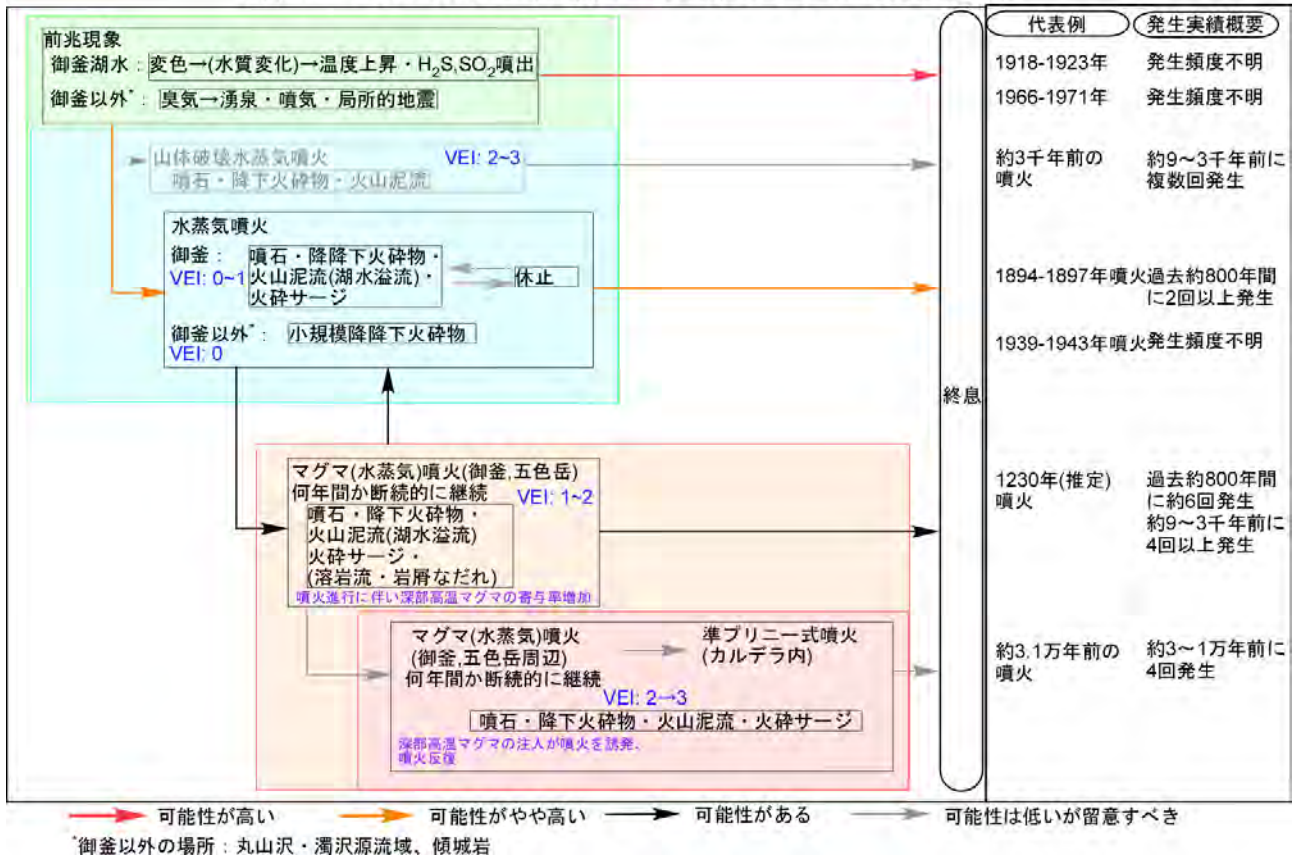 前兆現象
御釜湖水：変色→(水質変化)→温度上昇・H₂S,SO₂噴出
御釜以外*：臭気→湧泉・噴気・局所的地震
山体破壊水蒸気噴火 VEI: 2~3
噴石・降下火砕物・火山泥流
水蒸気噴火
御釜：
VEI: 0~1
噴石・降降下火砕物・
火山泥流(湖水溢流)・
火砕サージ
休止
御釜以外*：小規模降降下火砕物
VEI: 0
マグマ(水蒸気)噴火(御釜,五色岳)
何年間か断続的に継続
VEI: 1~2
噴石・降下火砕物・
火山泥流(湖水溢流)
火砕サージ・
(溶岩流・岩屑なだれ)
噴火進行に伴い深部高温マグマの寄与率増加
マグマ(水蒸気)噴火
(御釜,五色岳周辺)
何年間か断続的に継続
準プリニー式噴火
(カルデラ内)
VEI: 2→3
噴石・降下火砕物・火山泥流・火砕サージ
深部高温マグマの注入が噴火を誘発、
噴火反復
終息
代表例 発生実績概要
1918-1923年 発生頻度不明
1966-1971年 発生頻度不明
約3千年前の
噴火
約9～3千年前に
複数回発生
1894-1897年噴火
過去約800年間
に2回以上発生
1939-1943年噴火 発生頻度不明
1230年(推定)
噴火
過去約800年間
に約6回発生
約9～3千年前に
4回以上発生
約3.1万年前の
噴火
約3～1万年前に
4回発生
可能性が高い 可能性がやや高い 可能性がある 可能性は低いが留意すべき
*御釜以外の場所：丸山沢・濁沢源流域、傾城岩